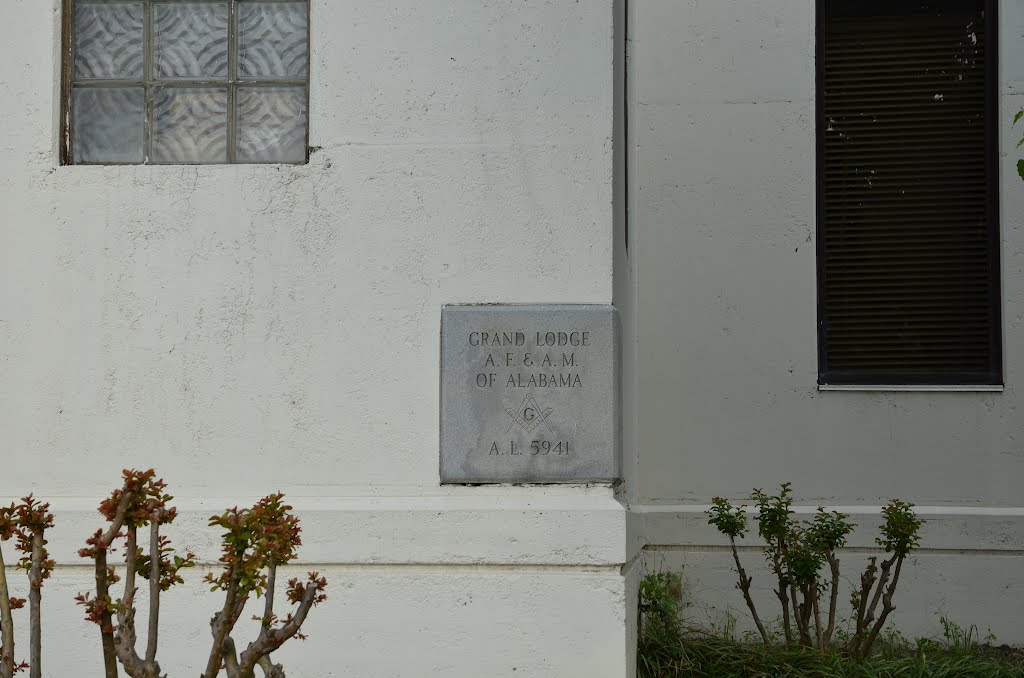 GRAND LODGE
A. F. & A. M.
OF ALABAMA
G
A. L. 5941